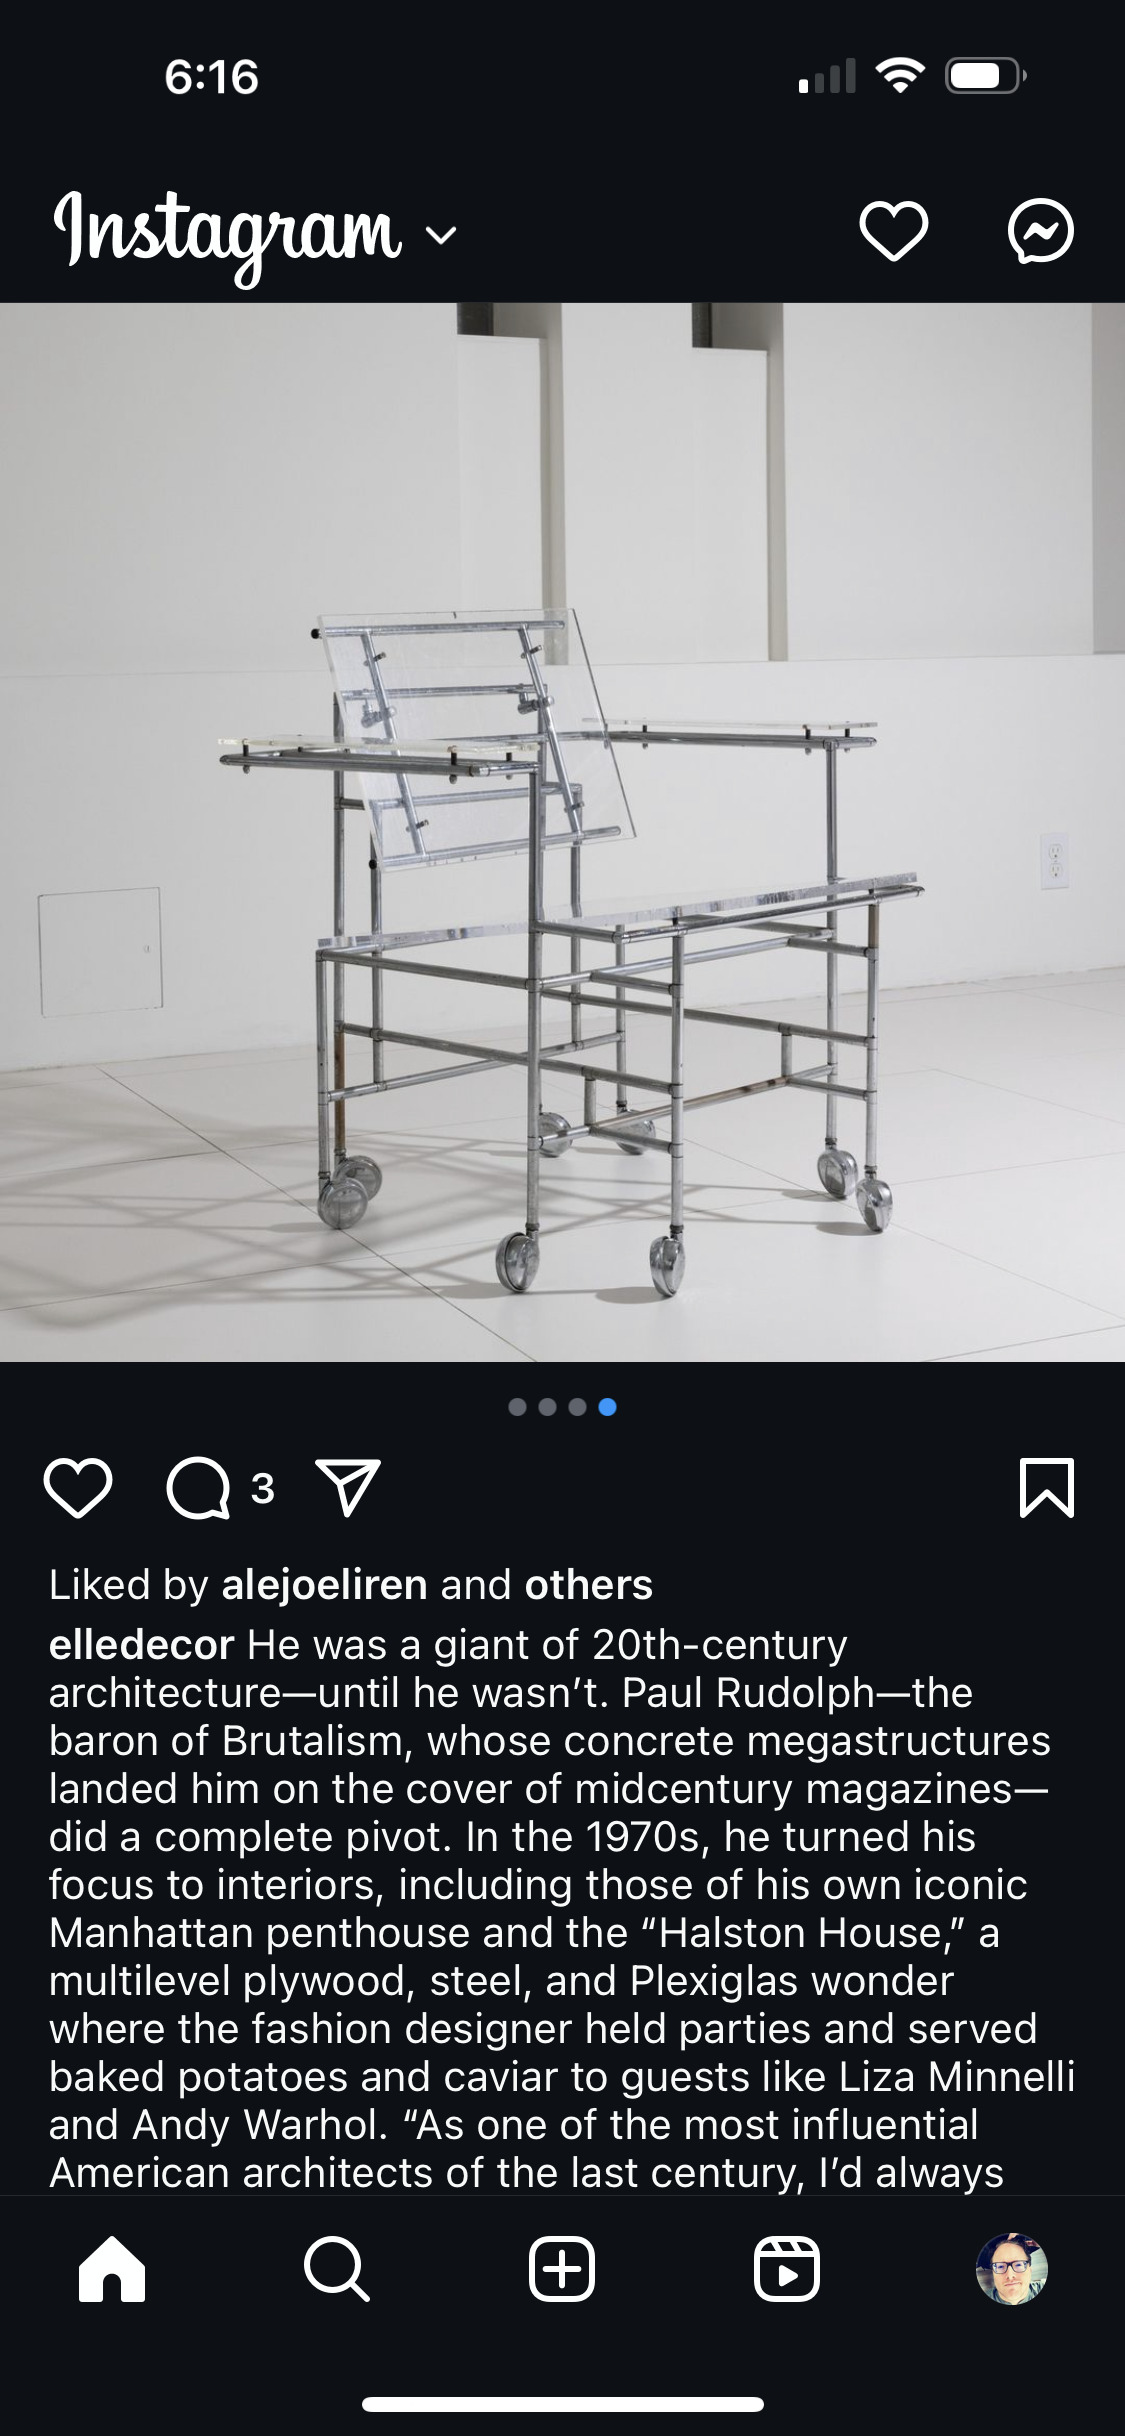 6:16
Instagram
3
Liked by alejoeliren and others
elledecor He was a giant of 20th-century
architecture—until he wasn’t. Paul Rudolph—the
baron of Brutalism, whose concrete megastructures
landed him on the cover of midcentury magazines—
did a complete pivot. In the 1970s, he turned his
focus to interiors, including those of his own iconic
Manhattan penthouse and the “Halston House,” a
multilevel plywood, steel, and Plexiglas wonder
where the fashion designer held parties and served
baked potatoes and caviar to guests like Liza Minnelli
and Andy Warhol. “As one of the most influential
American architects of the last century, I’d always